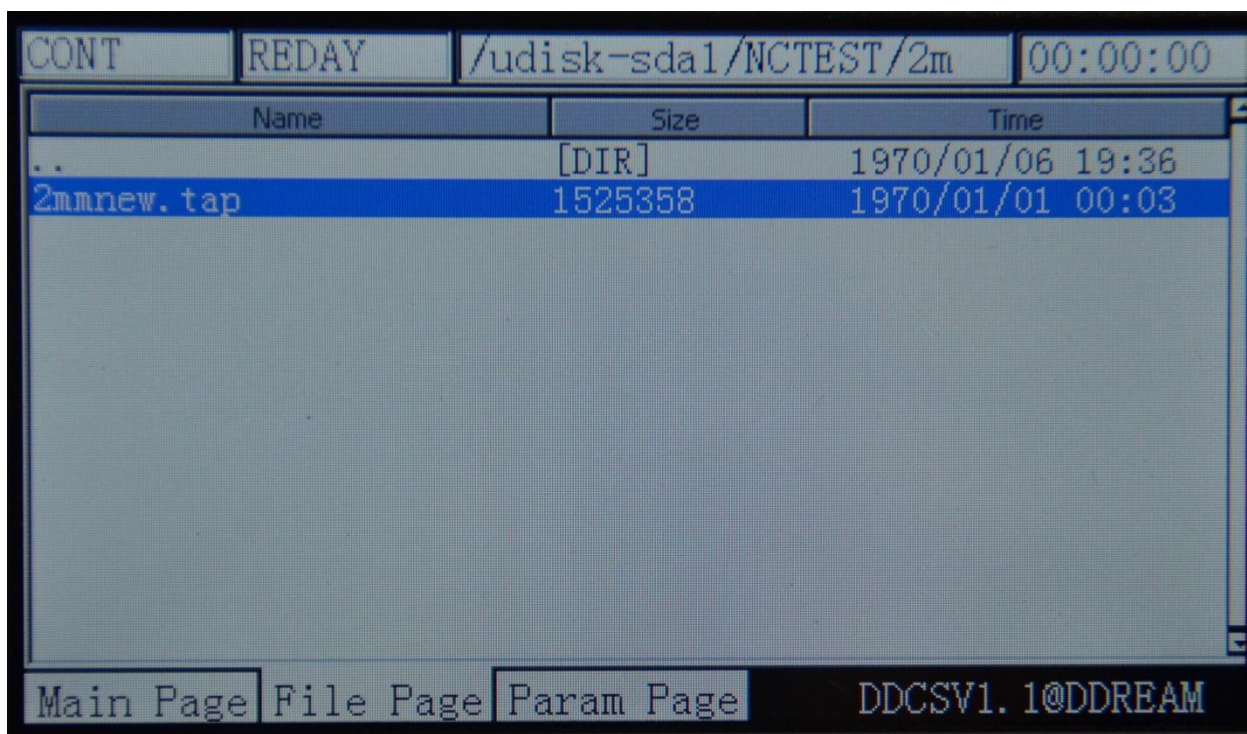 CONT REDAY /udisk-sda1/NCTEST/2m 00:00:00
Name Size Time
.. [DIR] 1970/01/06 19:36
2mmnew.tap 1525358 1970/01/01 00:03
Main Page File Page Param Page DDCSV1.1@DDREAM